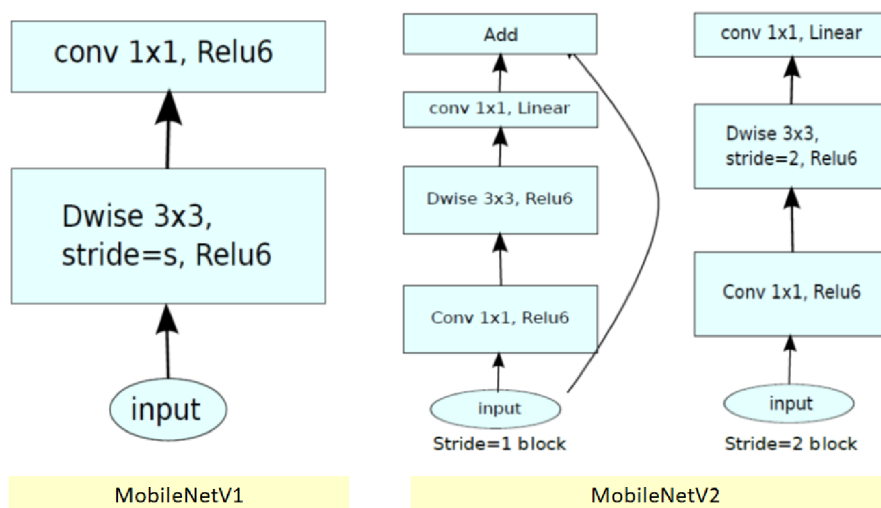 conv 1x1, Relu6
Dwise 3x3,
stride=s, Relu6
input
MobileNetV1
Add
conv 1x1, Linear
Dwise 3x3, Relu6
Conv 1x1, Relu6
input
Stride=1 block
conv 1x1, Linear
Dwise 3x3,
stride=2, Relu6
Conv 1x1, Relu6
input
Stride=2 block
MobileNetV2